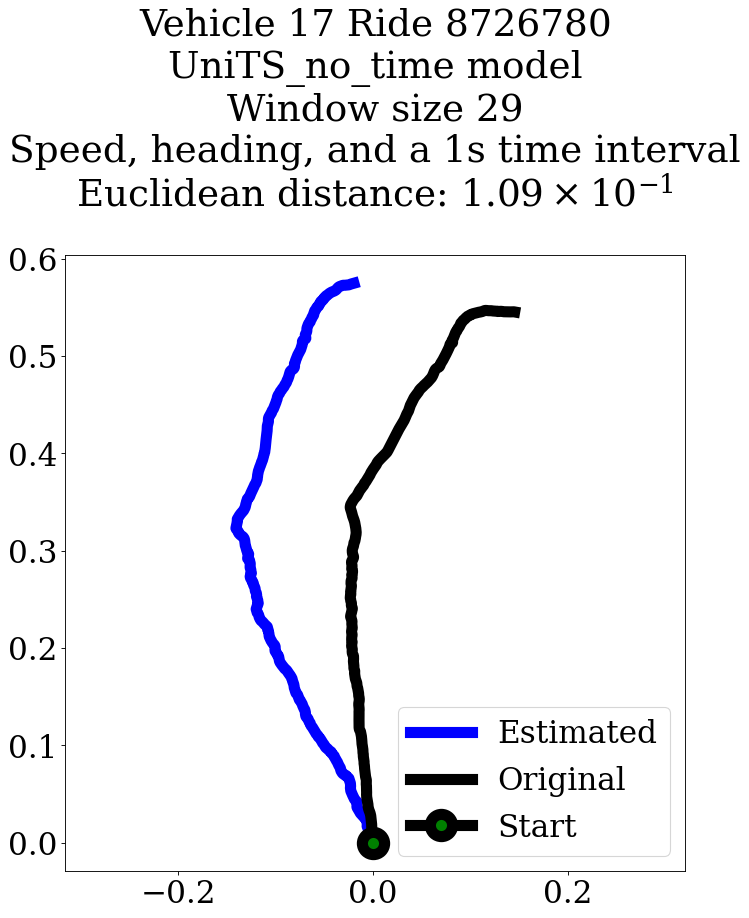 Vehicle 17 Ride 8726780
UniTS_no_time model
Window size 29
Speed, heading, and a 1s time interval
Euclidean distance: 1.09 × 10⁻¹
0.6
0.5
0.4
0.3
0.2
0.1
0.0
−0.2 0.0 0.2
Estimated
Original
Start